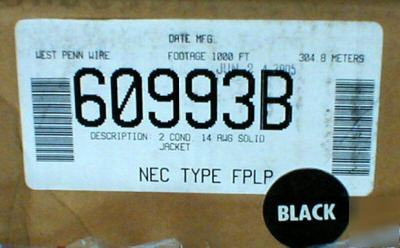 DATE MFG.
WEST PENN WIRE FOOTAGE 1000 FT 304.8 METERS
JUN 2 4 2005
60993B
DESCRIPTION: 2 COND. 14 AWG SOLID
JACKET
NEC TYPE FPLP
BLACK